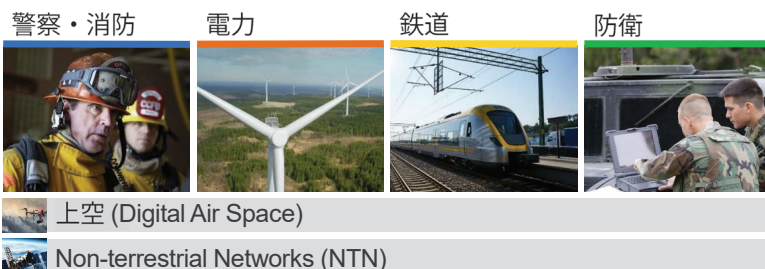 警察・消防
電力
鉄道
防衛
上空 (Digital Air Space)
Non-terrestrial Networks (NTN)